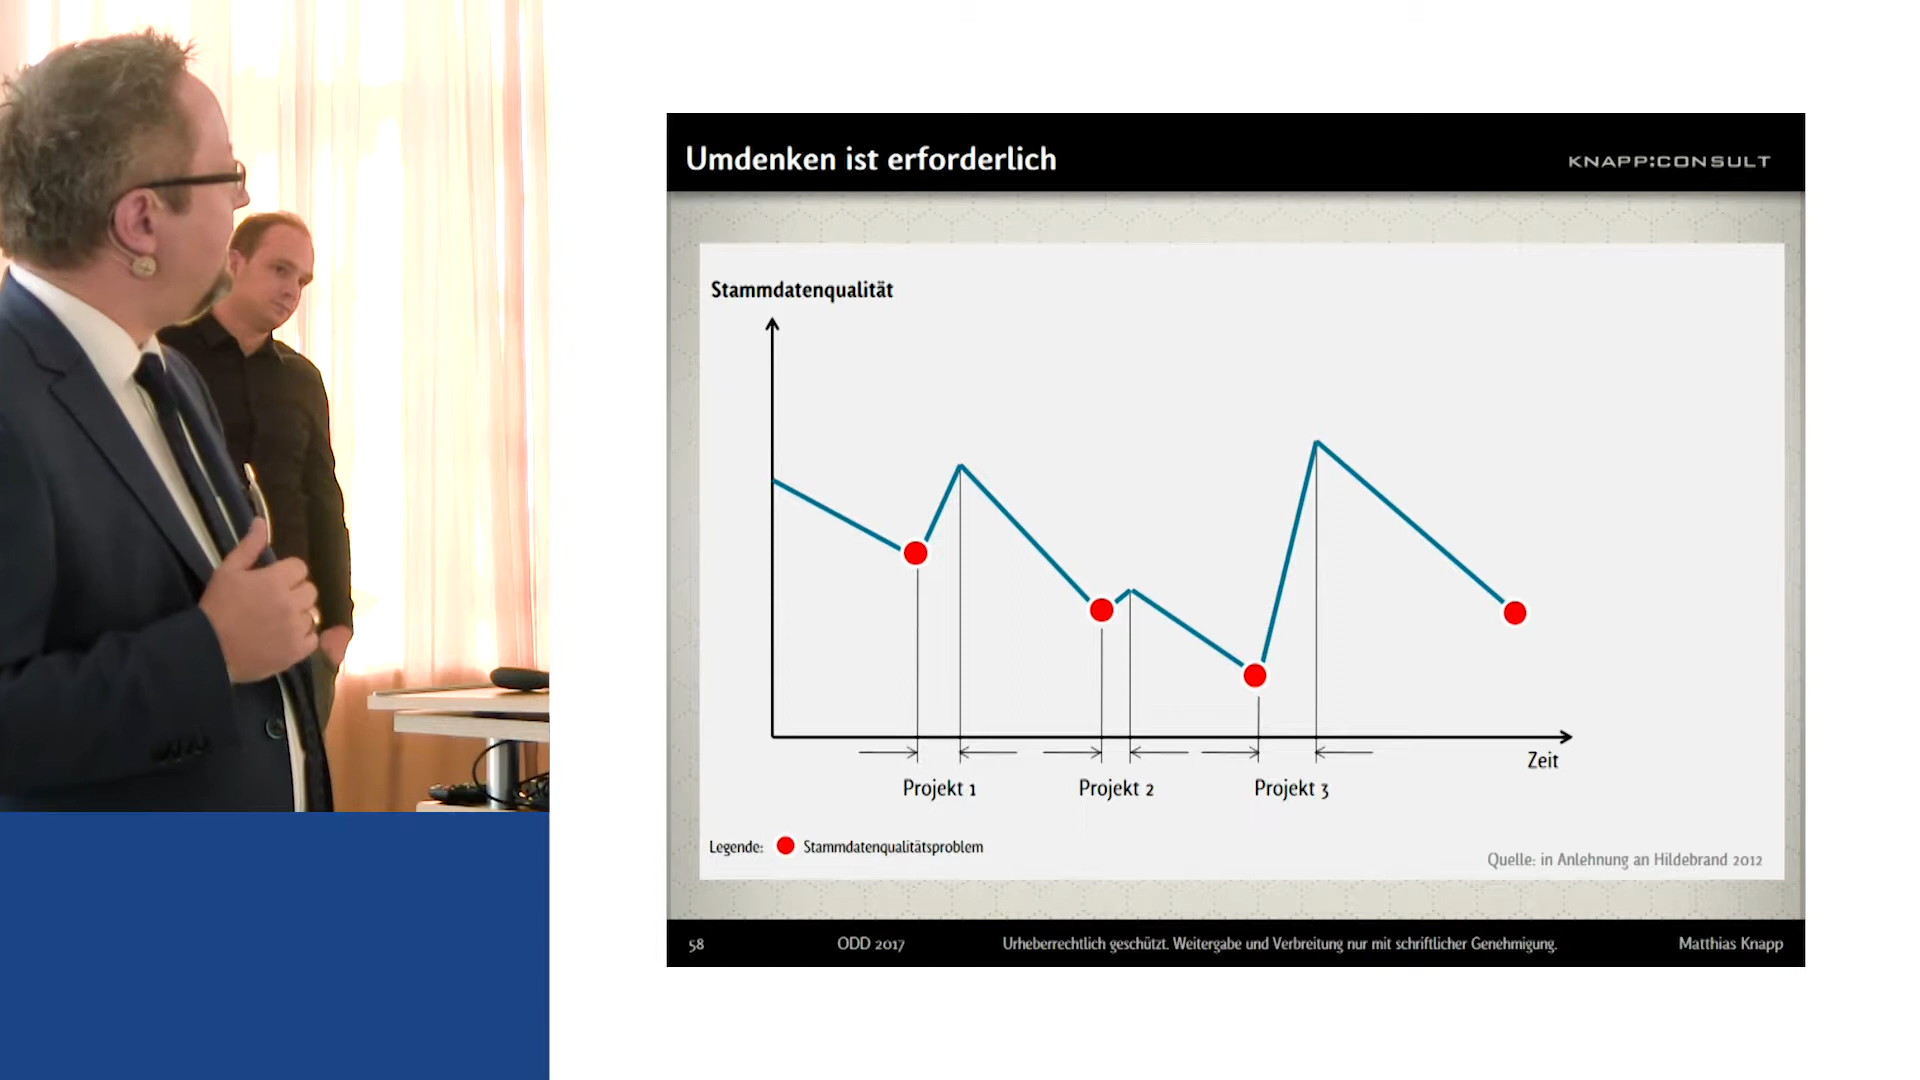 Umdenken ist erforderlich
KNAPP:CONSULT
Stammdatenqualität
Zeit
Projekt 1
Projekt 2
Projekt 3
Legende:
Stammdatenqualitätsproblem
Quelle: in Anlehnung an Hildebrand 2012
58
ODD 2017
Urheberrechtlich geschützt. Weitergabe und Verbreitung nur mit schriftlicher Genehmigung.
Matthias Knapp